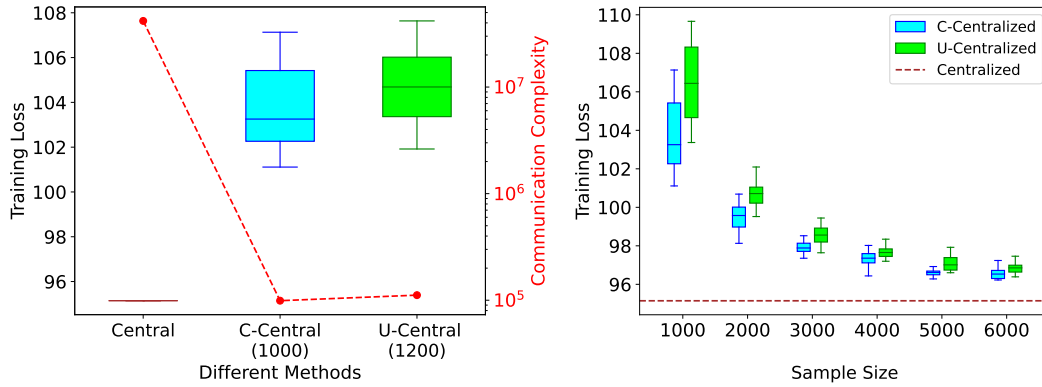 108
106
104
102
100
98
96
Training Loss
10^7
10^6
10^5
Communication Complexity
Central
C-Central
(1000)
U-Central
(1200)
Different Methods
110
108
106
104
102
100
98
96
Training Loss
C-Centralized
U-Centralized
Centralized
1000 2000 3000 4000 5000 6000
Sample Size